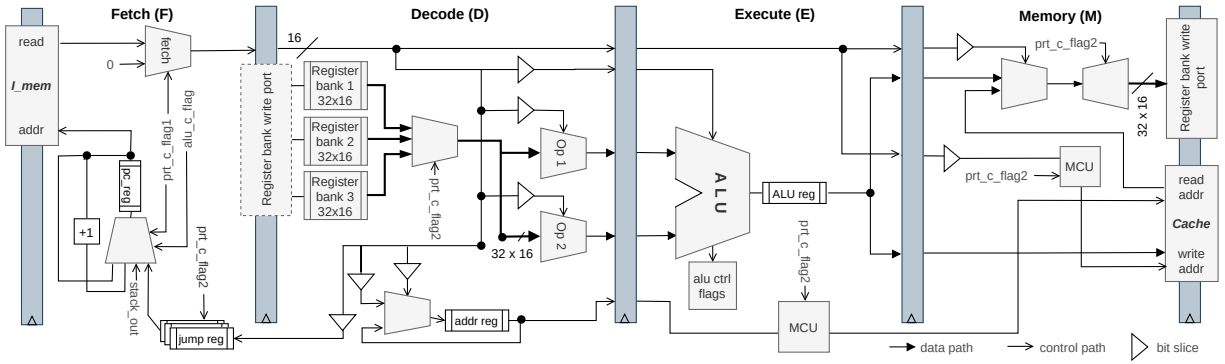 Fetch (F)
Decode (D)
Execute (E)
Memory (M)
read
I_mem
addr
fetch
0
prt_c_flag1
alu_c_flag
pc_reg
+1
stack_out
prt_c_flag2
jump reg
16
Register bank write port
Register
bank 1
32x16
Register
bank 2
32x16
Register
bank 3
32x16
prt_c_flag2
Op 1
Op 2
32 x 16
addr reg
ALU
alu ctrl
flags
ALU reg
prt_c_flag2
MCU
prt_c_flag2
32 x 16
MCU
prt_c_flag2
Register bank write
port
read
addr
Cache
write
addr
data path
control path
bit slice